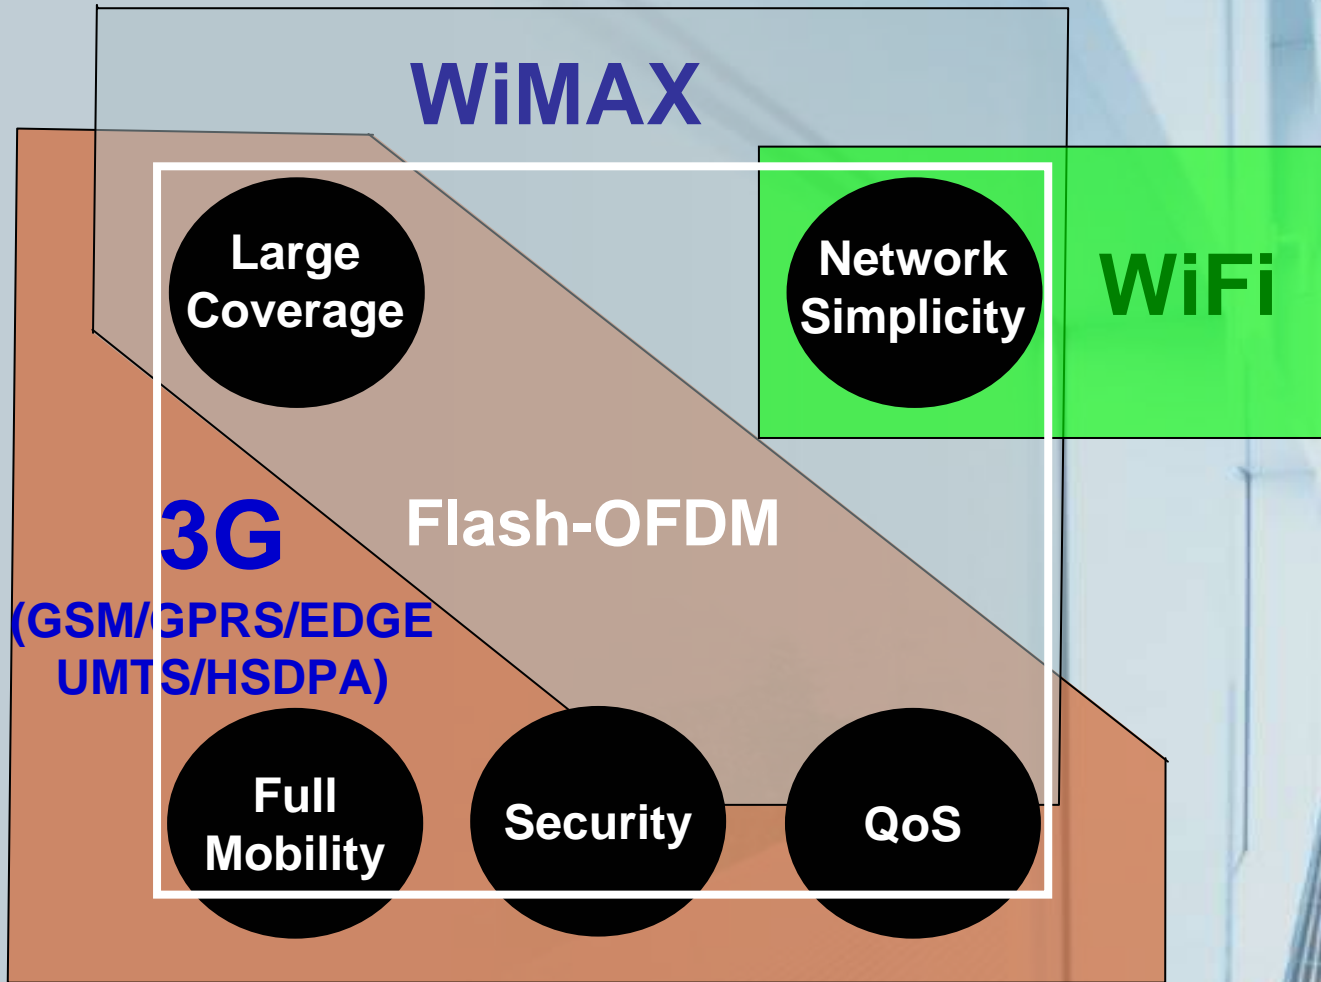 WiMAX
Large
Coverage
Network
Simplicity
WiFi
3G
(GSM/GPRS/EDGE
UMTS/HSDPA)
Flash-OFDM
Full
Mobility
Security
QoS